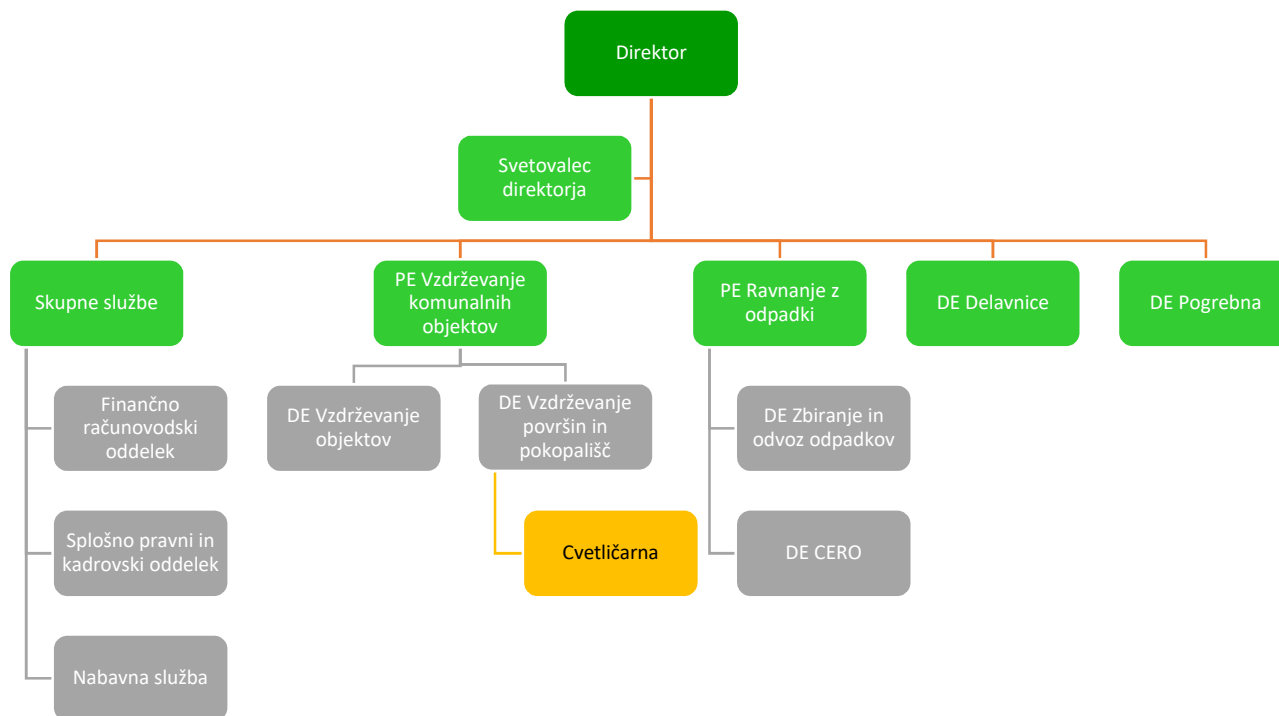 Direktor
Svetovalec
direktorja
Skupne službe
PE Vzdrževanje
komunalnih
objektov
PE Ravnanje z
odpadki
DE Delavnice
DE Pogrebna
Finančno
računovodski
oddelek
DE Vzdrževanje
objektov
DE Vzdrževanje
površin in
pokopališč
DE Zbiranje in
odvoz odpadkov
Splošno pravni in
kadrovski oddelek
Cvetličarna
DE CERO
Nabavna služba